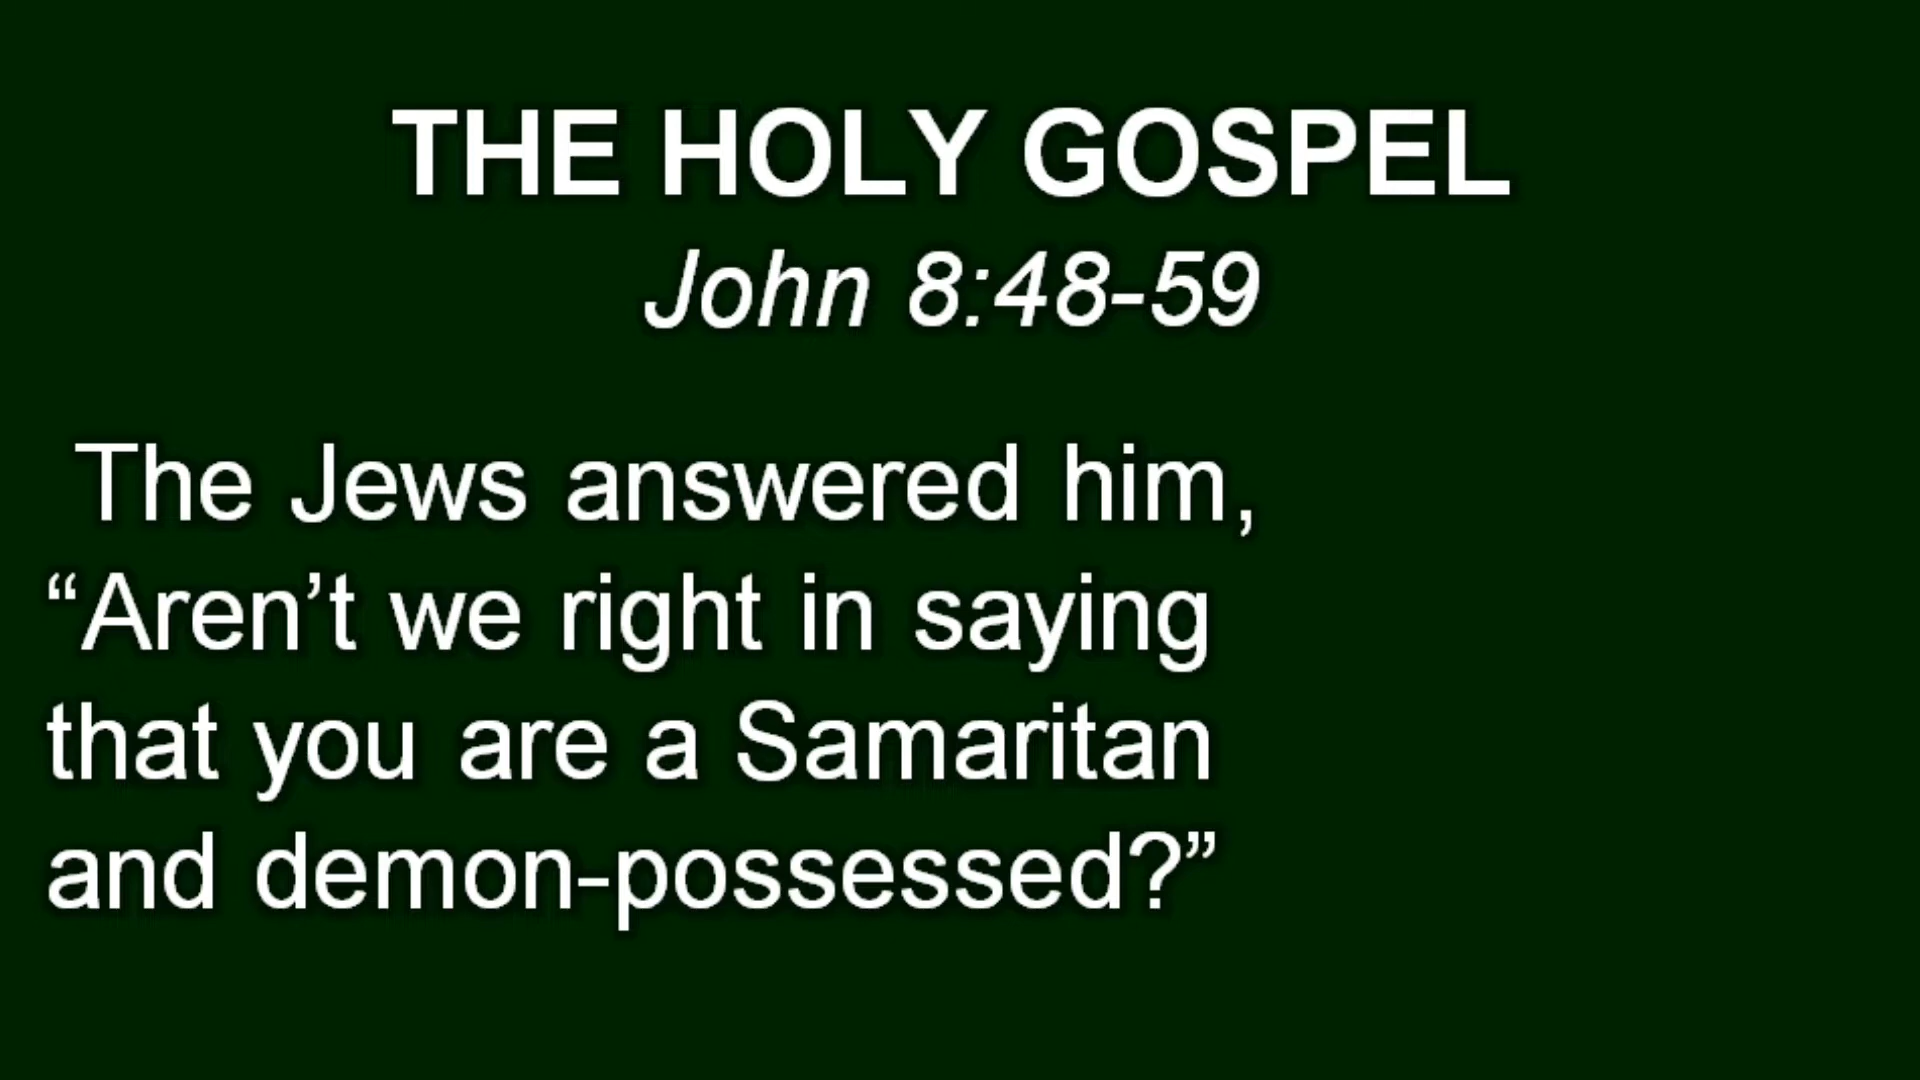 THE HOLY GOSPEL
John 8:48-59
The Jews answered him,
“Aren’t we right in saying
that you are a Samaritan
and demon-possessed?”